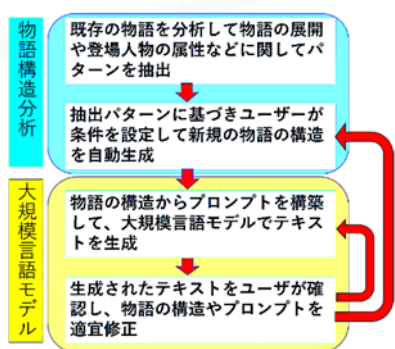 物語構造分析
既存の物語を分析して物語の展開
や登場人物の属性などに関してパ
ターンを抽出
抽出パターンに基づきユーザーが
条件を設定して新規の物語の構造
を自動生成
大規模言語モデル
物語の構造からプロンプトを構築
して、大規模言語モデルでテキス
トを生成
生成されたテキストをユーザが確
認し、物語の構造やプロンプトを
適宜修正